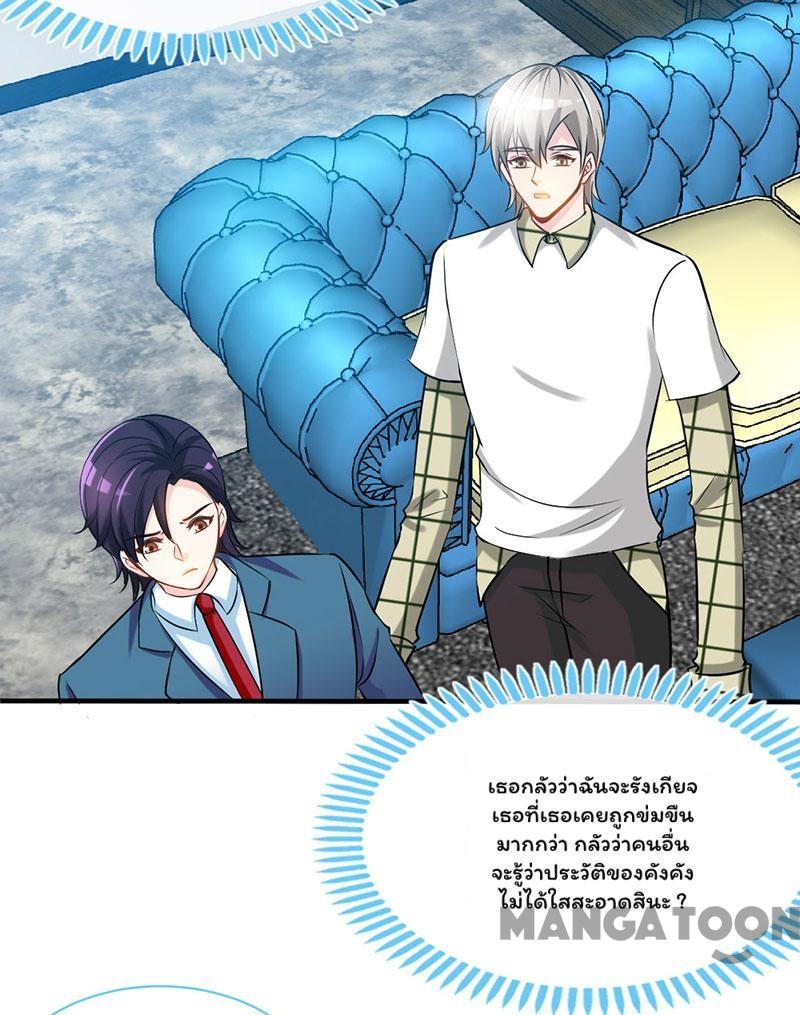 เธอกลัวว่าฉันจะรังเกียจ
เธอที่เธอเคยถูกข่มขืน
มากกว่า กลัวว่าคนอื่น
จะรู้ว่าประวัติของคังคัง
ไม่ได้ใสสะอาดสินะ ?
MANGATOON